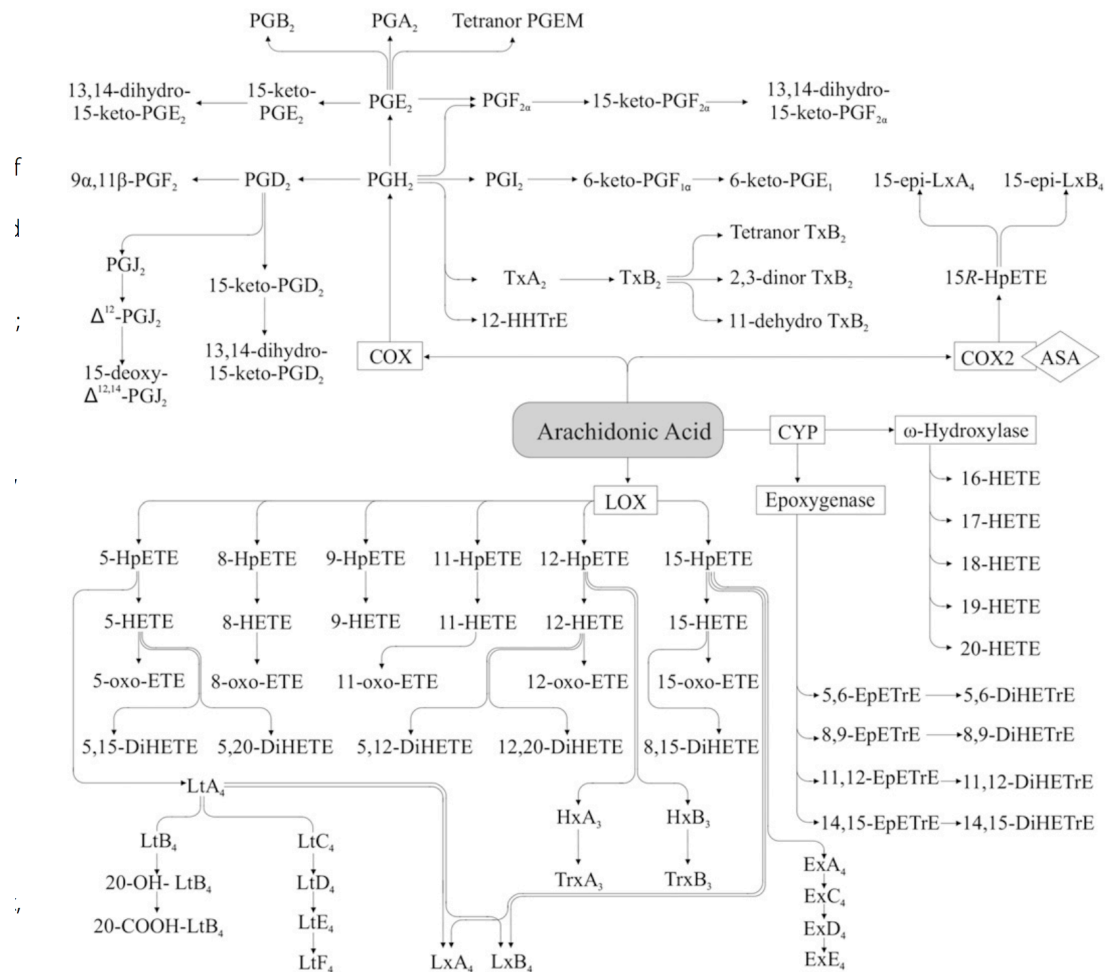 PGB₂ PGA₂ Tetranor PGEM
13,14-dihydro-
15-keto-PGE₂
15-keto-
PGE₂
PGE₂ PGF₂α 15-keto-PGF₂α
13,14-dihydro-
15-keto-PGF₂α
f
9α,11β-PGF₂ PGD₂ PGH₂ PGI₂ 6-keto-PGF₁α 6-keto-PGE₁ 15-epi-LxA₄ 15-epi-LxB₄
d
Tetranor TxB₂
PGJ₂
15-keto-PGD₂ TxA₂ TxB₂ 2,3-dinor TxB₂ 15R-HpETE
Δ¹²-PGJ₂ 12-HHTrE 11-dehydro TxB₂
;
13,14-dihydro-
15-keto-PGD₂
COX COX2 ASA
15-deoxy-
Δ¹²,¹⁴-PGJ₂
Arachidonic Acid CYP ω-Hydroxylase
,
LOX Epoxygenase 16-HETE
17-HETE
5-HpETE 8-HpETE 9-HpETE 11-HpETE 12-HpETE 15-HpETE 18-HETE
19-HETE
5-HETE 8-HETE 9-HETE 11-HETE 12-HETE 15-HETE
20-HETE
5-oxo-ETE 8-oxo-ETE 11-oxo-ETE 12-oxo-ETE 15-oxo-ETE
5,6-EpETrE 5,6-DiHETrE
5,15-DiHETE 5,20-DiHETE 5,12-DiHETE 12,20-DiHETE 8,15-DiHETE 8,9-EpETrE 8,9-DiHETrE
11,12-EpETrE 11,12-DiHETrE
LtA₄
HxA₃ HxB₃ 14,15-EpETrE 14,15-DiHETrE
LtB₄ LtC₄
ExA₄
20-OH- LtB₄ LtD₄ TrxA₃ TrxB₃
ExC₄
,
20-COOH-LtB₄ LtE₄
ExD₄
LtF₄ LxA₄ LxB₄ ExE₄